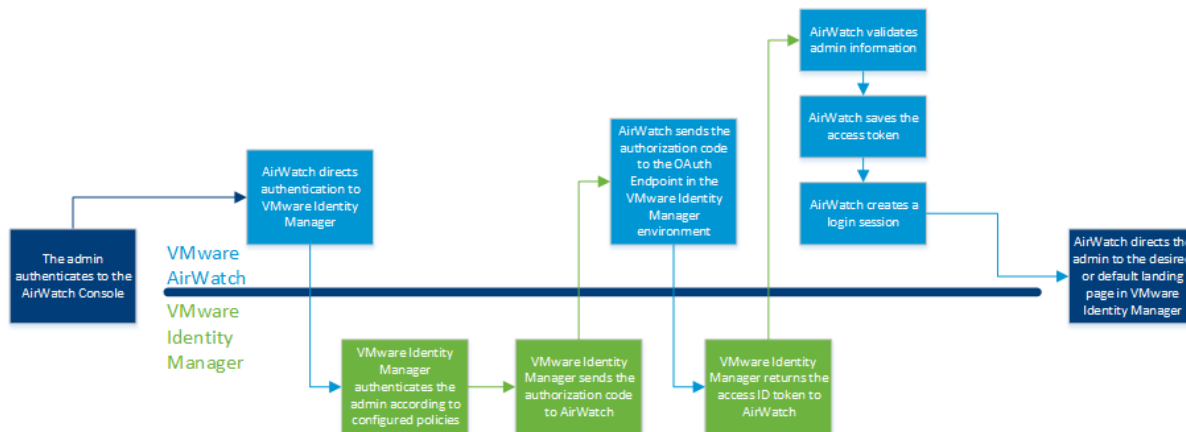 The admin
authenticates to the
AirWatch Console
AirWatch directs
authentication to
VMware Identity
Manager
VMware
AirWatch
VMware
Identity
Manager
VMware Identity
Manager
authenticates the
admin according to
configured policies
VMware Identity
Manager sends the
authorization code
to AirWatch
AirWatch sends the
authorization code
to the OAuth
Endpoint in the
VMware Identity
Manager
environment
VMware Identity
Manager returns the
access ID token to
AirWatch
AirWatch validates
admin information
AirWatch saves the
access token
AirWatch creates a
login session
AirWatch directs the
admin to the desired
or default landing
page in VMware
Identity Manager